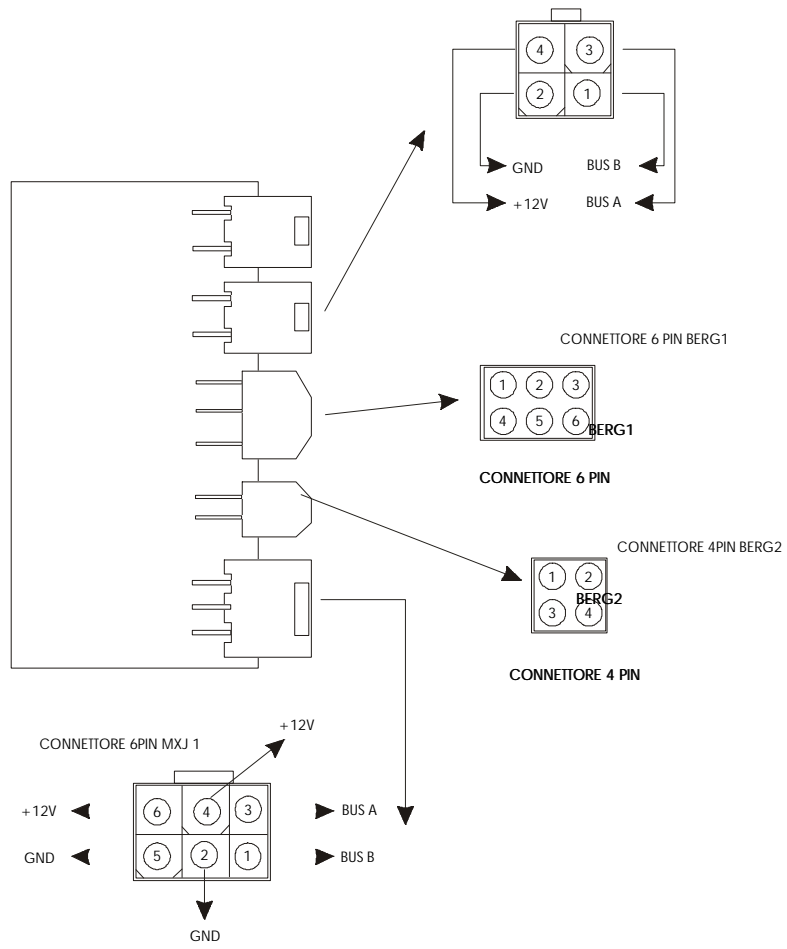 4 3
2 1
GND BUS B
+12V BUS A
CONNETTORE 6 PIN BERG1
1 2 3
4 5 6
BERG1
CONNETTORE 6 PIN
CONNETTORE 4PIN BERG2
1 2
BERG2
3 4
CONNETTORE 4 PIN
+12V
CONNETTORE 6PIN MXJ 1
+12V 6 4 3 BUS A
GND 5 2 1 BUS B
GND